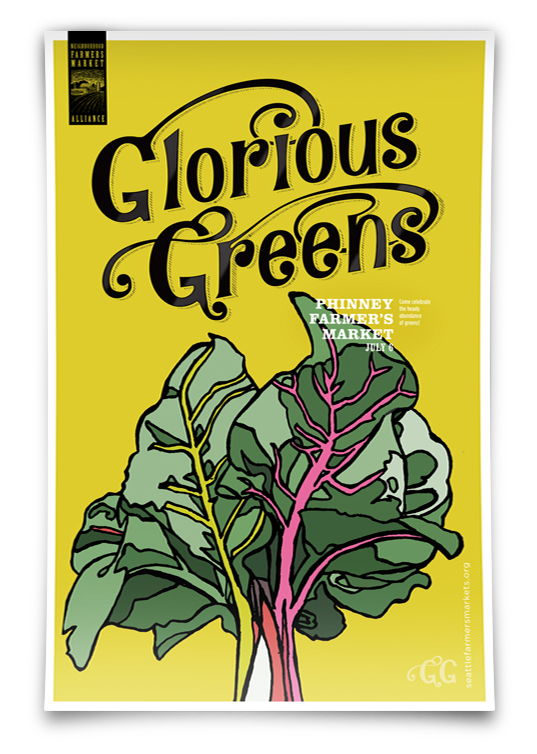 NEIGHBORHOOD
FARMERS
MARKET
ALLIANCE
Glorious
Greens
PHINNEY
FARMER'S
MARKET
JULY 6
Come celebrate
the heady
abundance
of greens!
seattlefarmersmarkets.org
GG